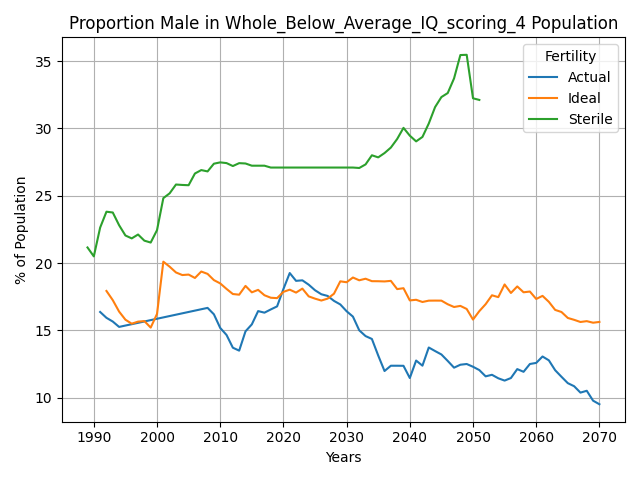 Proportion Male in Whole_Below_Average_IQ_scoring_4 Population
% of Population
35
30
25
20
15
10
Fertility
Actual
Ideal
Sterile
1990 2000 2010 2020 2030 2040 2050 2060 2070
Years